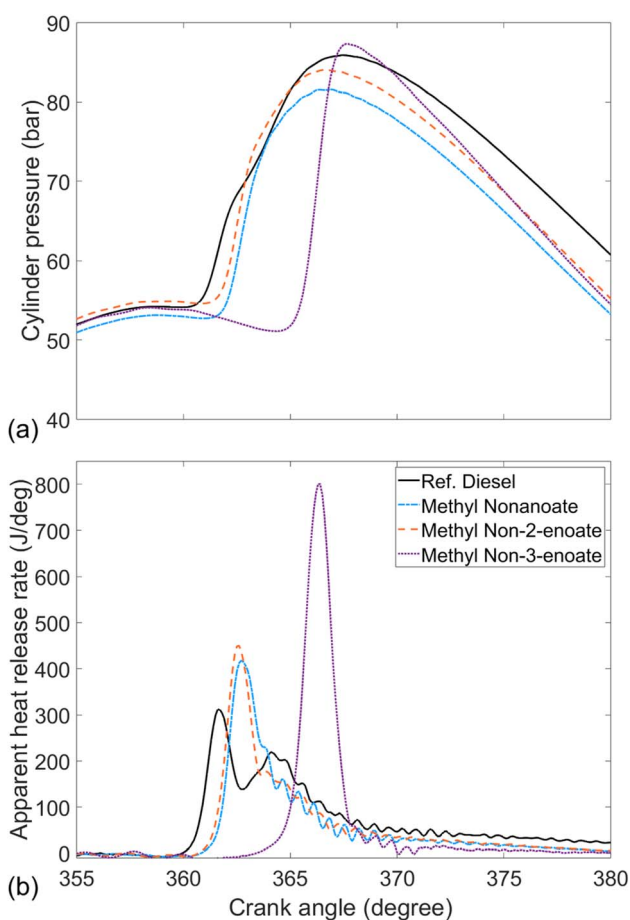 90
80
70
60
50
40
Cylinder pressure (bar)
(a)
800
700
600
500
400
300
200
100
0
Apparent heat release rate (J/deg)
Ref. Diesel
Methyl Nonanoate
Methyl Non-2-enoate
Methyl Non-3-enoate
(b)
355
360
365
370
375
380
Crank angle (degree)